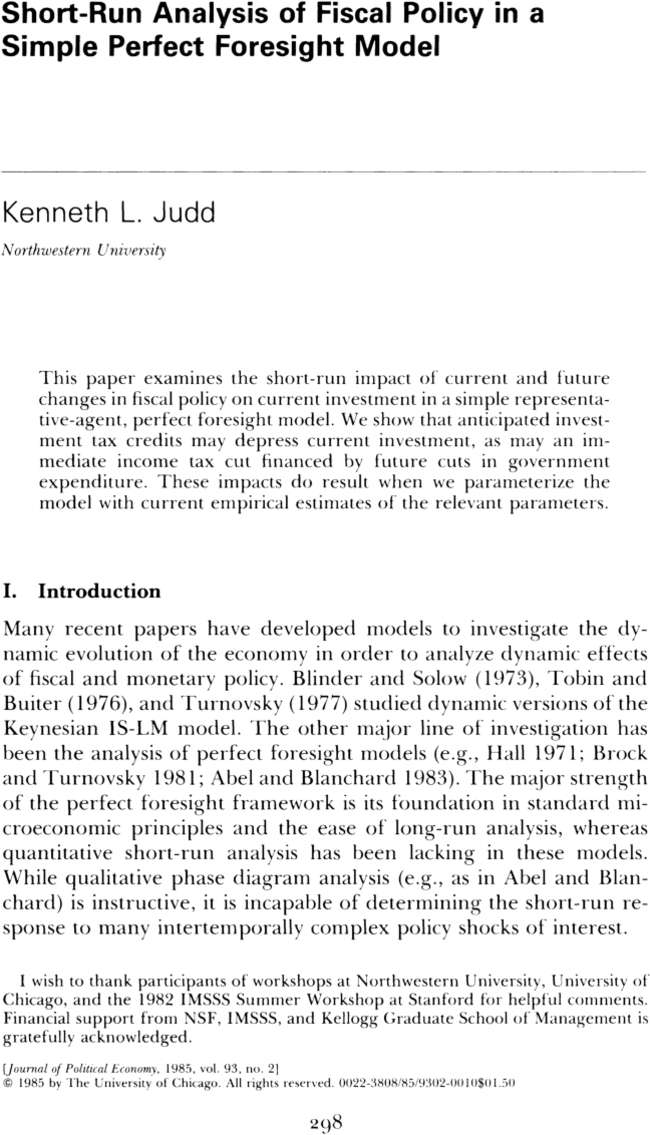 Short-Run Analysis of Fiscal Policy in a
Simple Perfect Foresight Model
Kenneth L. Judd
Northwestern University
This paper examines the short-run impact of current and future
changes in fiscal policy on current investment in a simple representa-
tive-agent, perfect foresight model. We show that anticipated invest-
ment tax credits may depress current investment, as may an im-
mediate income tax cut financed by future cuts in government
expenditure. These impacts do result when we parameterize the
model with current empirical estimates of the relevant parameters.
I. Introduction
Many recent papers have developed models to investigate the dy-
namic evolution of the economy in order to analyze dynamic effects
of fiscal and monetary policy. Blinder and Solow (1973), Tobin and
Buiter (1976), and Turnovsky (1977) studied dynamic versions of the
Keynesian IS-LM model. The other major line of investigation has
been the analysis of perfect foresight models (e.g., Hall 1971; Brock
and Turnovsky 1981; Abel and Blanchard 1983). The major strength
of the perfect foresight framework is its foundation in standard mi-
croeconomic principles and the ease of long-run analysis, whereas
quantitative short-run analysis has been lacking in these models.
While qualitative phase diagram analysis (e.g., as in Abel and Blan-
chard) is instructive, it is incapable of determining the short-run re-
sponse to many intertemporally complex policy shocks of interest.
I wish to thank participants of workshops at Northwestern University, University of
Chicago, and the 1982 IMSSS Summer Workshop at Stanford for helpful comments.
Financial support from NSF, IMSSS, and Kellogg Graduate School of Management is
gratefully acknowledged.
[Journal of Political Economy, 1985, vol. 93, no. 2]
© 1985 by The University of Chicago. All rights reserved. 0022-3808/85/9302-0010$01.50
298